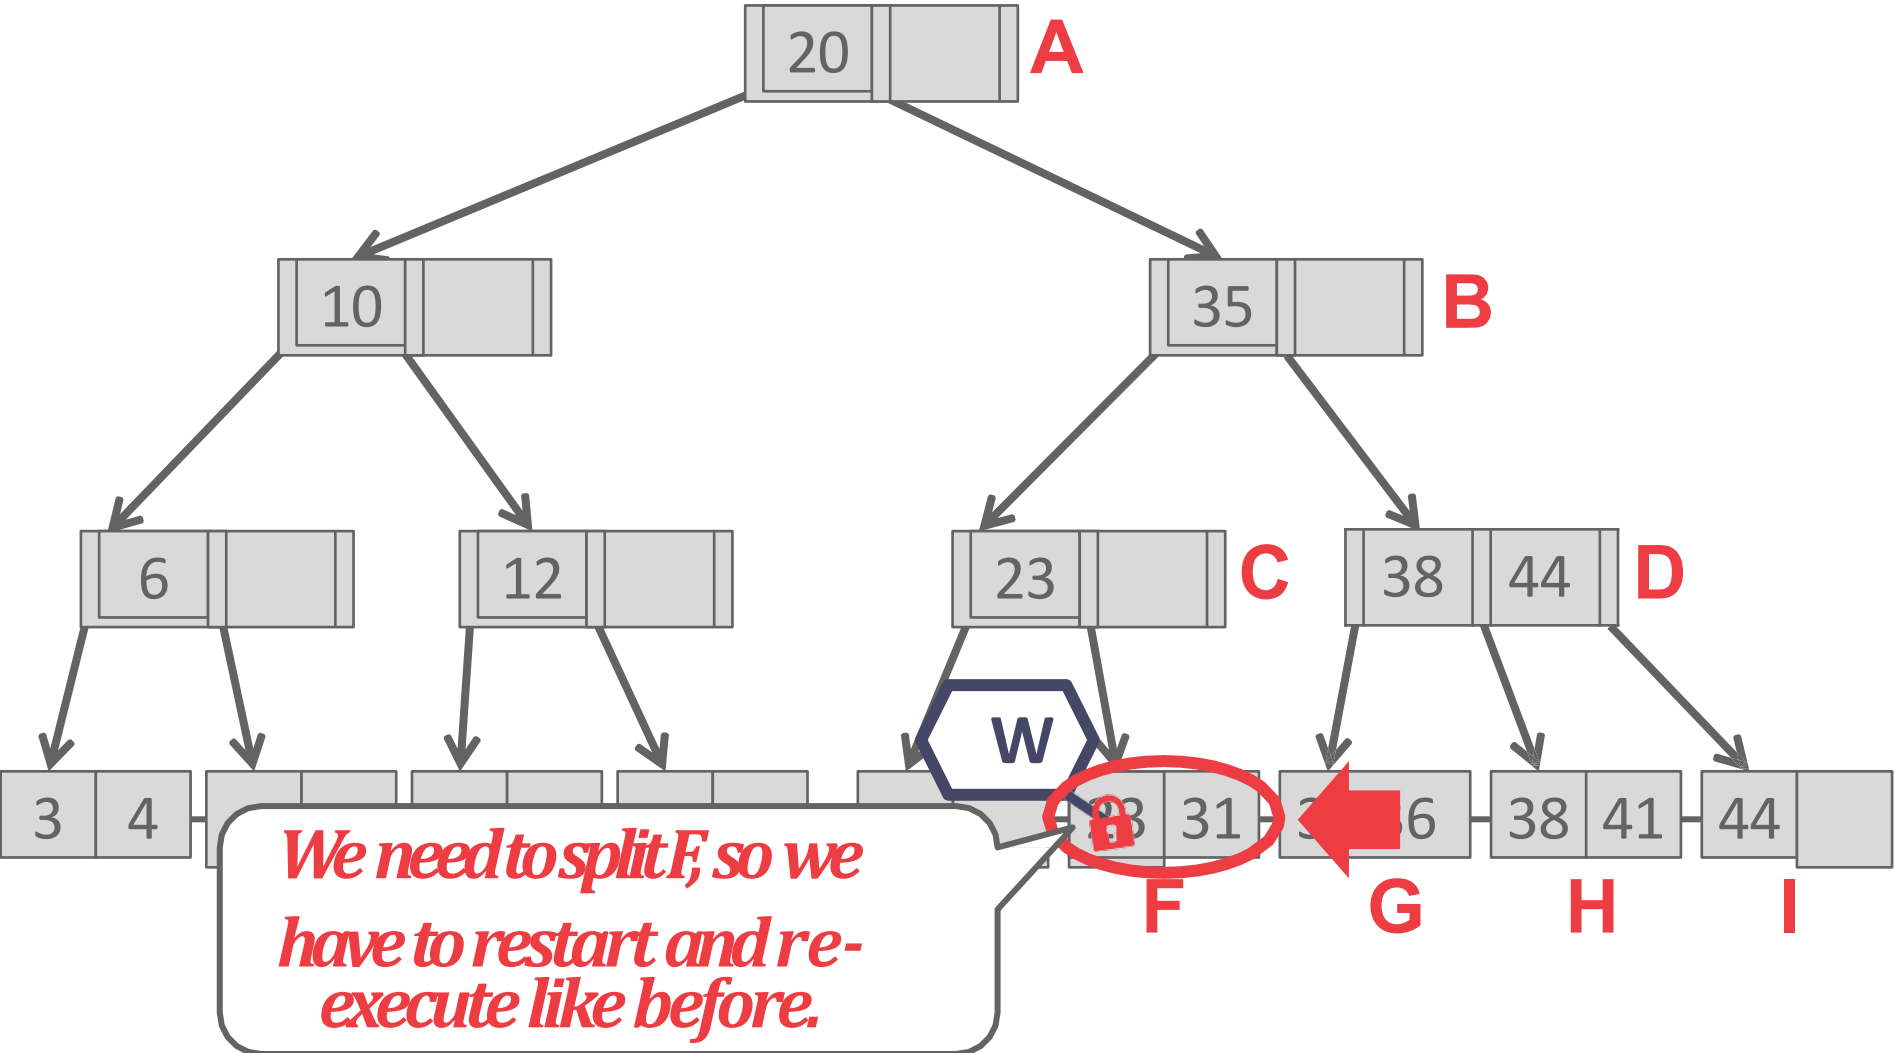 20 A
10 35 B
6 12 23 C 38 44 D
W
3 4 31 38 41 44
We need to split F, so we
have to restart and re-
execute like before.
F G H I